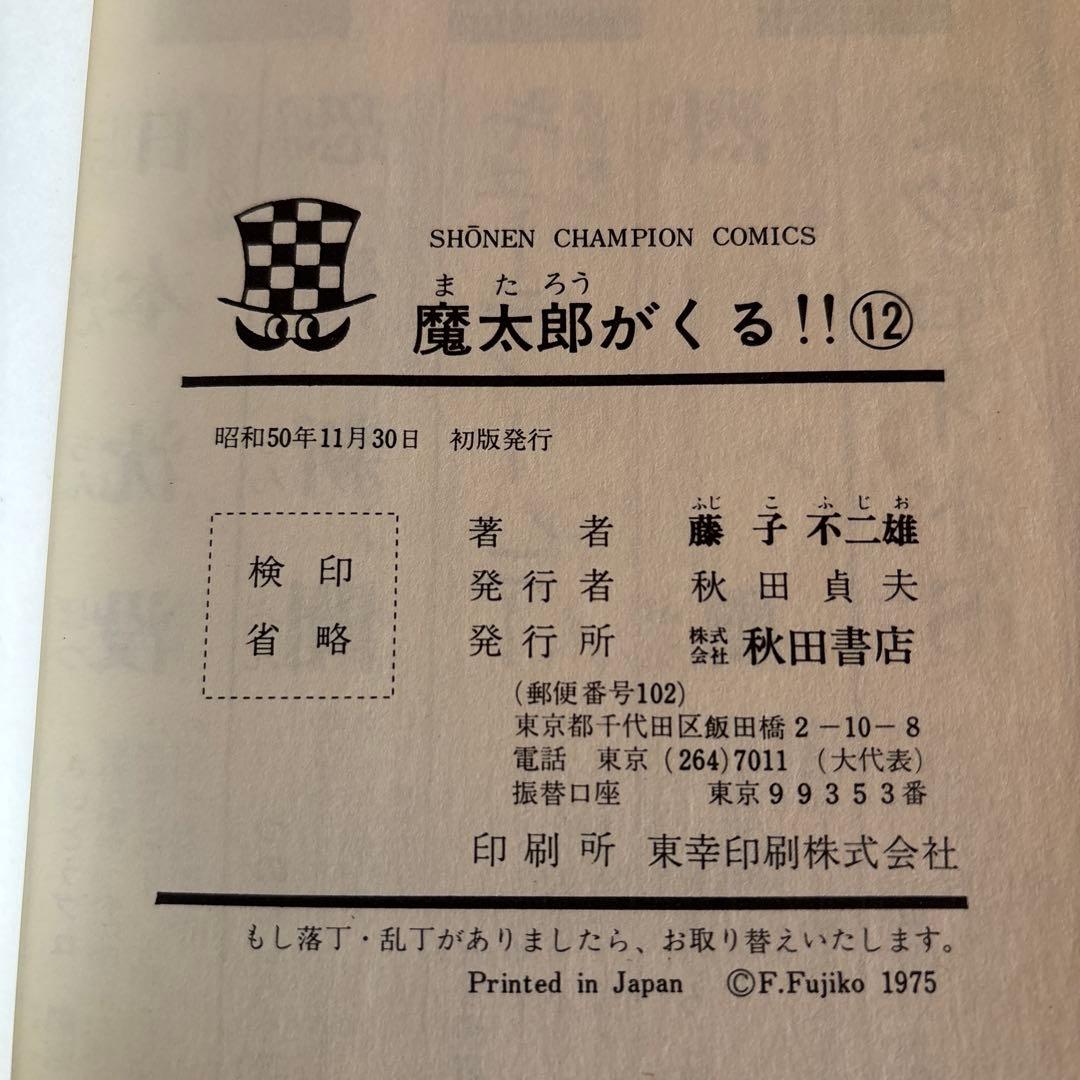 SHŌNEN CHAMPION COMICS
ま た ろう
魔太郎がくる!!⑫
昭和50年11月30日 初版発行
検印
省略
ふじ こ ふ じ お
著者 藤子不二雄
発行者 秋田貞夫
発行所 株式会社 秋田書店
(郵便番号102)
東京都千代田区飯田橋2-10-8
電話 東京(264)7011 (大代表)
振替口座 東京99353番
印刷所 東幸印刷株式会社
もし落丁・乱丁がありましたら、お取り替えいたします。
Printed in Japan ©F.Fujiko 1975